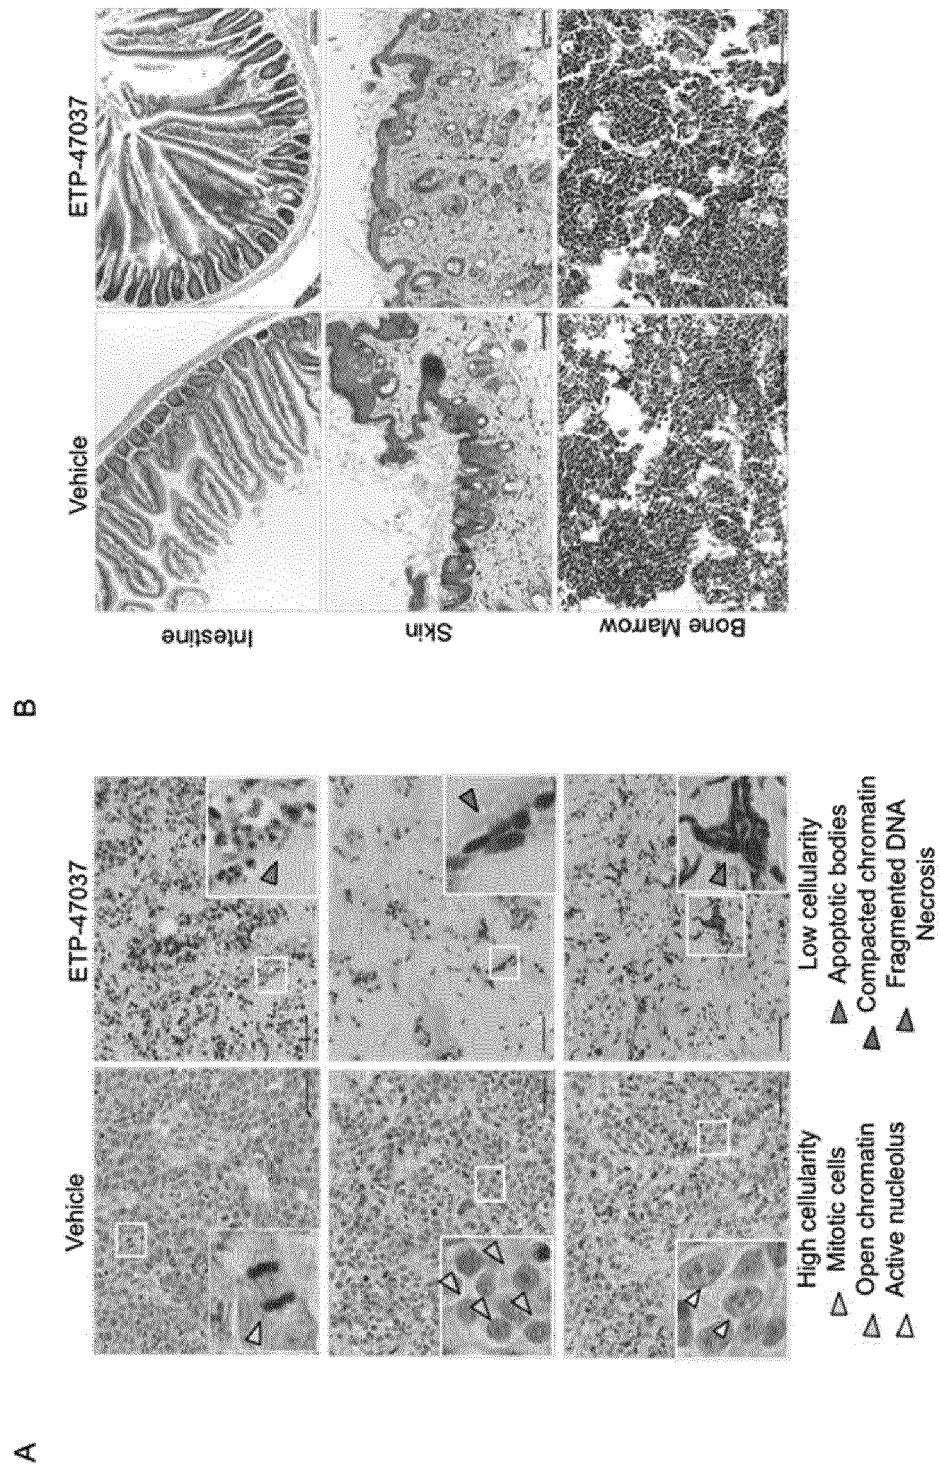 A
Vehicle
ETP-47037
High cellularity
Mitotic cells
Open chromatin
Active nucleolus
Low cellularity
Apoptotic bodies
Compacted chromatin
Fragmented DNA
Necrosis
B
Vehicle
ETP-47037
Intestine
Skin
Bone Marrow